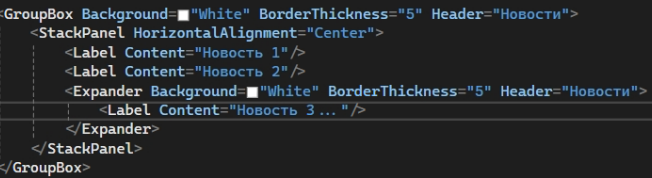 <GroupBox Background="White" BorderThickness="5" Header="Новости">
<StackPanel HorizontalAlignment="Center">
<Label Content="Новость 1"/>
<Label Content="Новость 2"/>
<Expander Background="White" BorderThickness="5" Header="Новости">
<Label Content="Новость 3..."/>
</Expander>
</StackPanel>
</GroupBox>